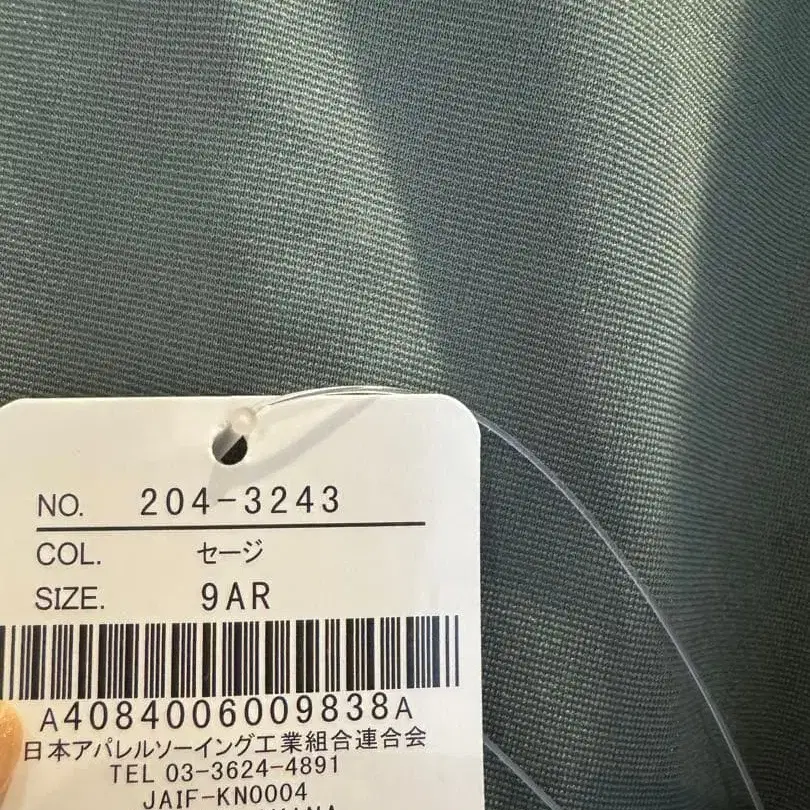 NO. 204-3243
COL. セージ
SIZE. 9AR
A4084006009838A
日本アパレルソーイング工業組合連合会
TEL 03-3624-4891
JAIF-KN0004